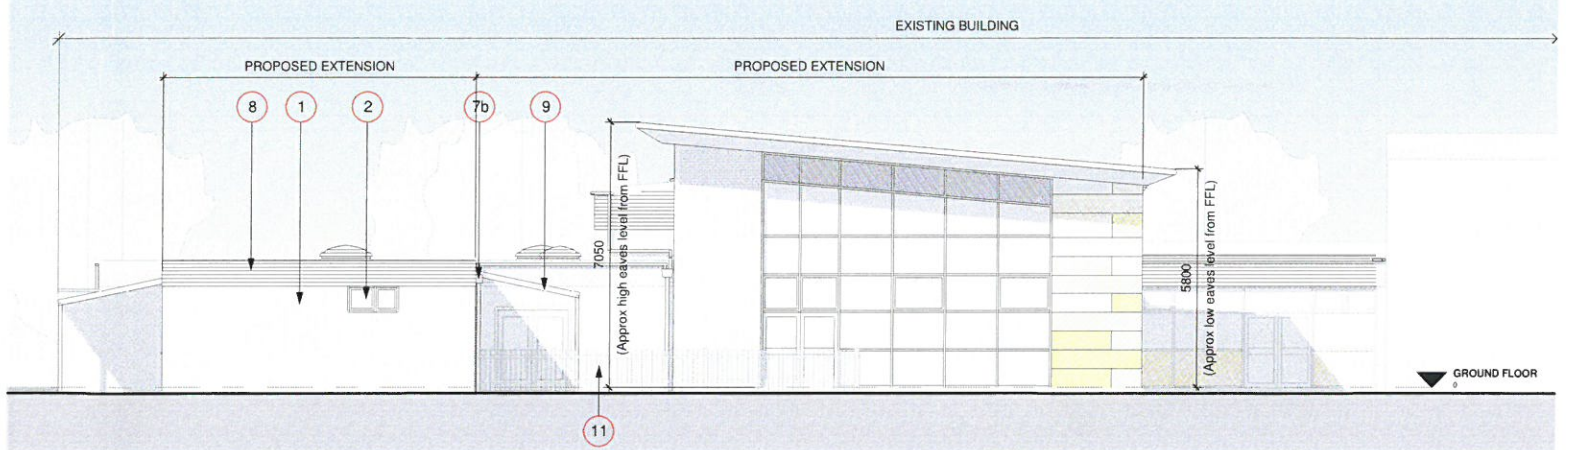 EXISTING BUILDING
PROPOSED EXTENSION
PROPOSED EXTENSION
8
1
2
7b
9
7050
(Approx high eaves level from FFL)
5800
(Approx low eaves level from FFL)
GROUND FLOOR
0
11